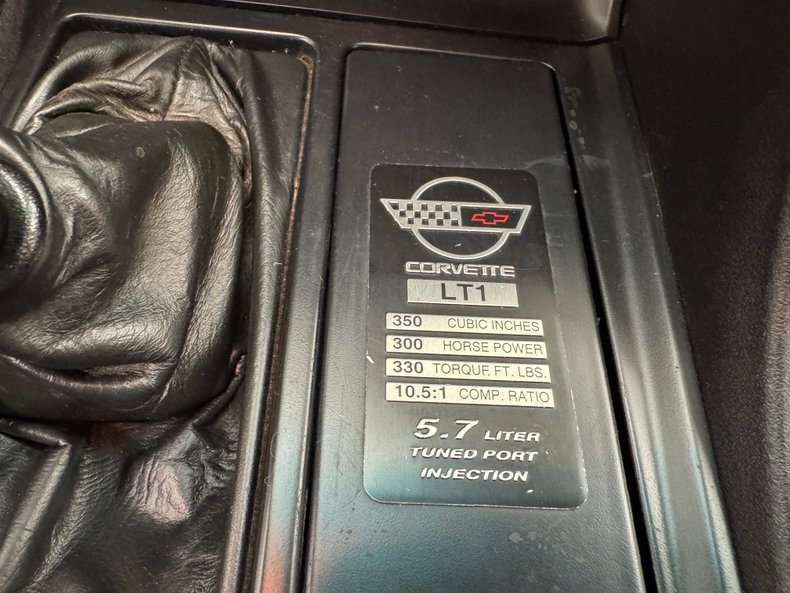 CORVETTE
LT1
350 CUBIC INCHES
300 HORSE POWER
330 TORQUE FT. LBS.
10.5:1 COMP. RATIO
5.7 LITER
TUNED PORT
INJECTION